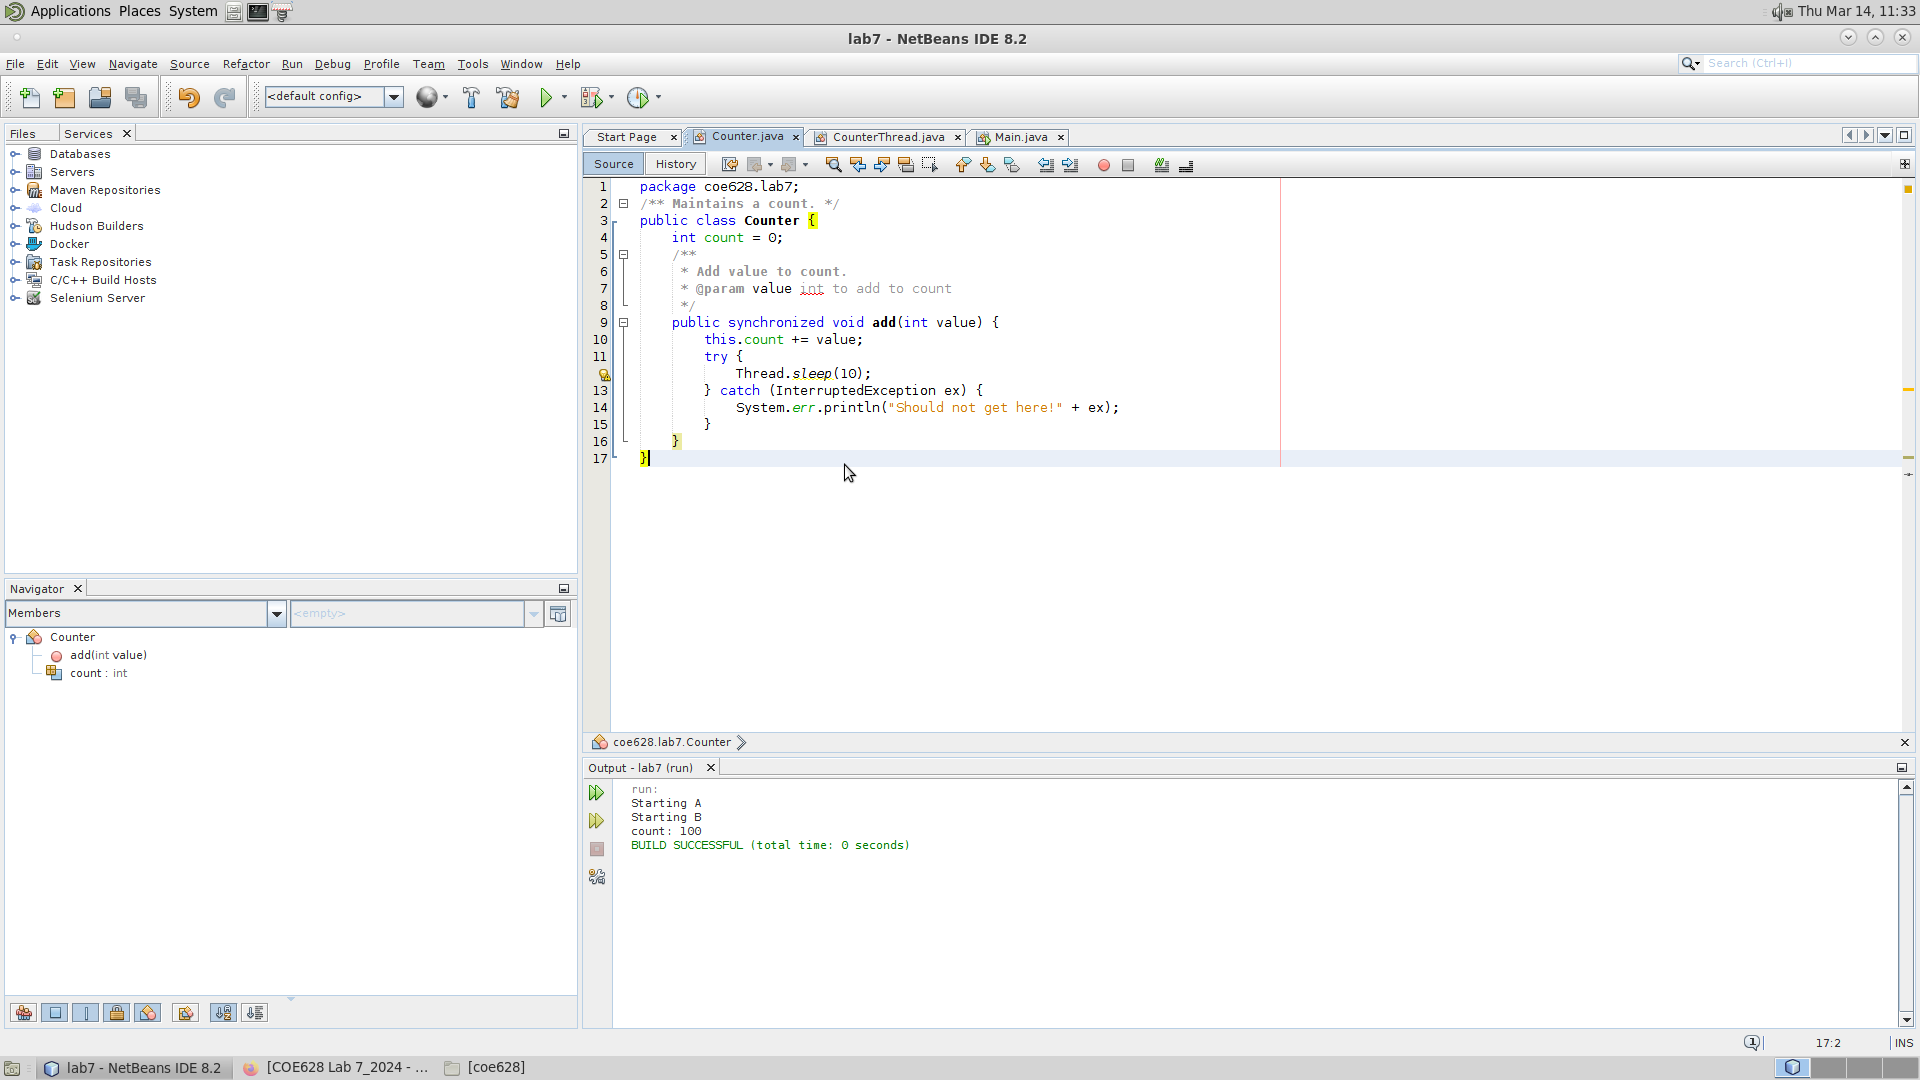 Applications Places System
Thu Mar 14, 11:33
lab7 - NetBeans IDE 8.2
File Edit View Navigate Source Refactor Run Debug Profile Team Tools Window Help
Search (Ctrl+I)
<default config>
Files Services
Databases
Servers
Maven Repositories
Cloud
Hudson Builders
Docker
Task Repositories
C/C++ Build Hosts
Selenium Server
Navigator
Members
<empty>
Counter
add(int value)
count : int
Start Page Counter.java CounterThread.java Main.java
Source History
1 package coe628.lab7;
2 /** Maintains a count. */
3 public class Counter {
4 int count = 0;
5 /**
6 * Add value to count.
7 * @param value int to add to count
8 */
9 public synchronized void add(int value) {
10 this.count += value;
11 try {
Thread.sleep(10);
13 } catch (InterruptedException ex) {
14 System.err.println("Should not get here!" + ex);
15 }
16 }
17 }
coe628.lab7.Counter
Output - lab7 (run)
run:
Starting A
Starting B
count: 100
BUILD SUCCESSFUL (total time: 0 seconds)
1
17:2
INS
lab7 - NetBeans IDE 8.2
[COE628 Lab 7_2024 - ...
[coe628]